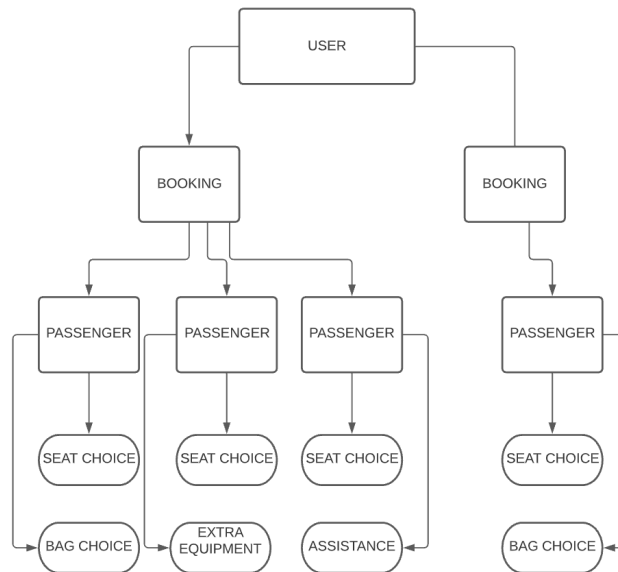 USER
BOOKING
BOOKING
PASSENGER
PASSENGER
PASSENGER
PASSENGER
SEAT CHOICE
SEAT CHOICE
SEAT CHOICE
SEAT CHOICE
BAG CHOICE
EXTRA
EQUIPMENT
ASSISTANCE
BAG CHOICE